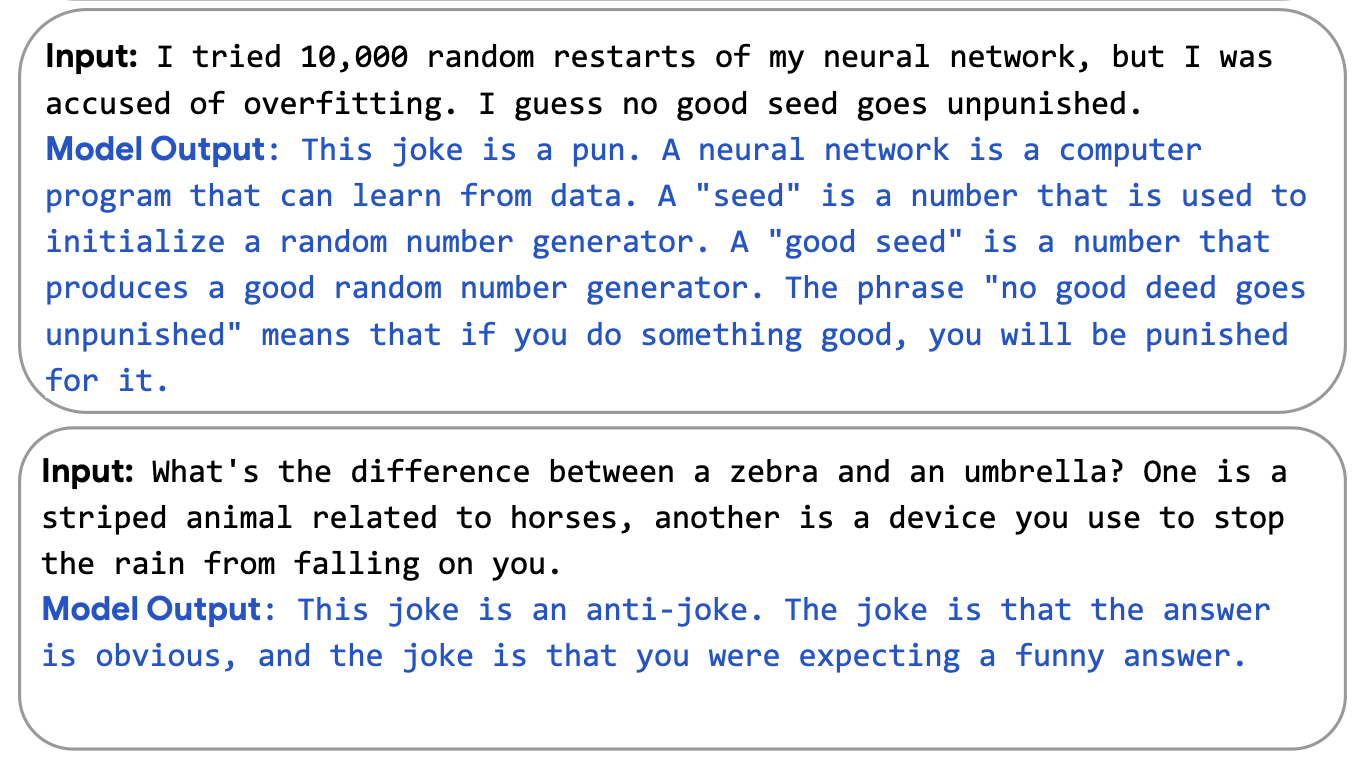 Input: I tried 10,000 random restarts of my neural network, but I was
accused of overfitting. I guess no good seed goes unpunished.
Model Output: This joke is a pun. A neural network is a computer
program that can learn from data. A "seed" is a number that is used to
initialize a random number generator. A "good seed" is a number that
produces a good random number generator. The phrase "no good deed goes
unpunished" means that if you do something good, you will be punished
for it.
Input: What's the difference between a zebra and an umbrella? One is a
striped animal related to horses, another is a device you use to stop
the rain from falling on you.
Model Output: This joke is an anti-joke. The joke is that the answer
is obvious, and the joke is that you were expecting a funny answer.